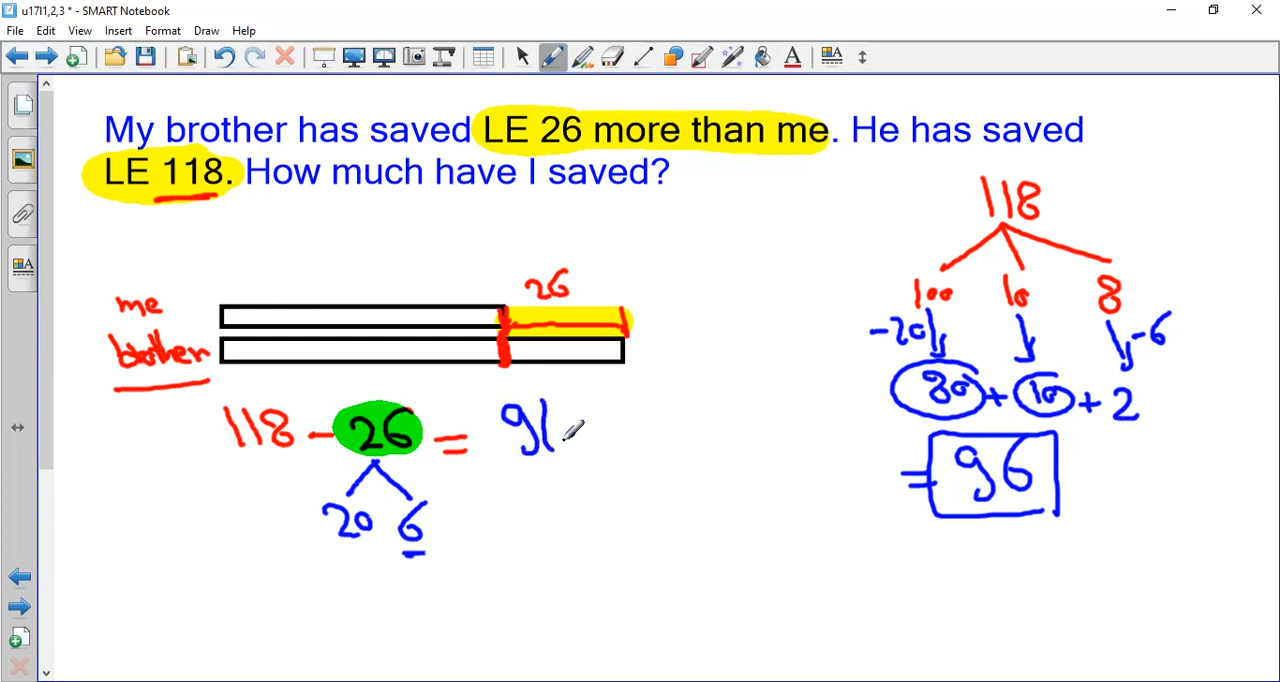 u17l1,2,3 * - SMART Notebook
File Edit View Insert Format Draw Help
My brother has saved LE 26 more than me. He has saved
LE 118. How much have I saved?
118
100 10 8
-20 -6
80 + 10 + 2
= 96
26
me
brother
118 - 26 = 91
20 6